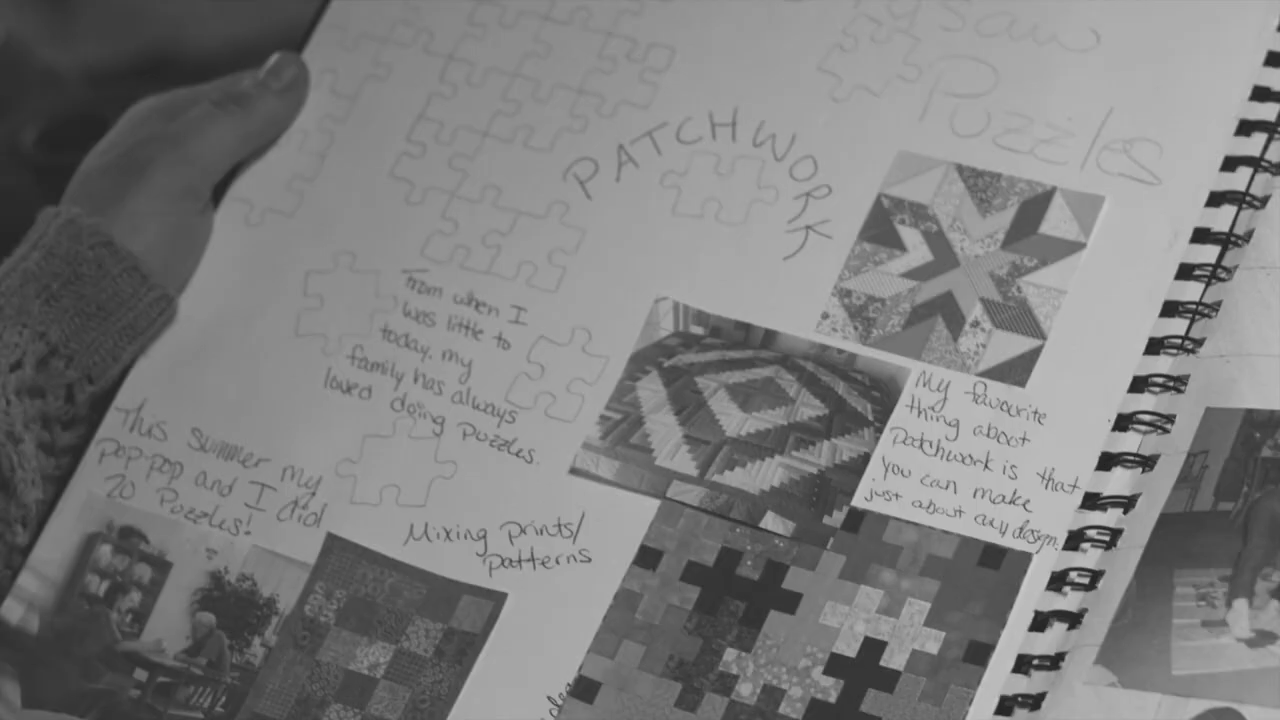 Jigsaw
Puzzles
PATCHWORK
From when I
was little to
today, my
family has always
loved doing puzzles.
My favourite
thing about
patchwork is that
you can make
just about any design.
This summer my
pop-pop and I did
20 Puzzles!
Mixing prints/
patterns